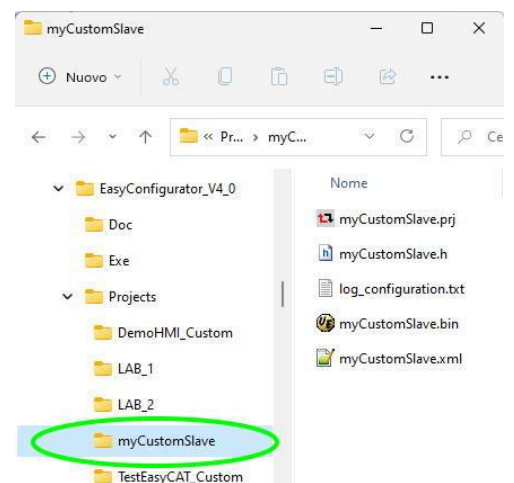 myCustomSlave
Nuovo
« Pr... › myC...
Ce
EasyConfigurator_V4_0
Doc
Exe
Projects
DemoHMI_Custom
LAB_1
LAB_2
myCustomSlave
TestEasyCAT_Custom
Nome
myCustomSlave.prj
myCustomSlave.h
log_configuration.txt
myCustomSlave.bin
myCustomSlave.xml